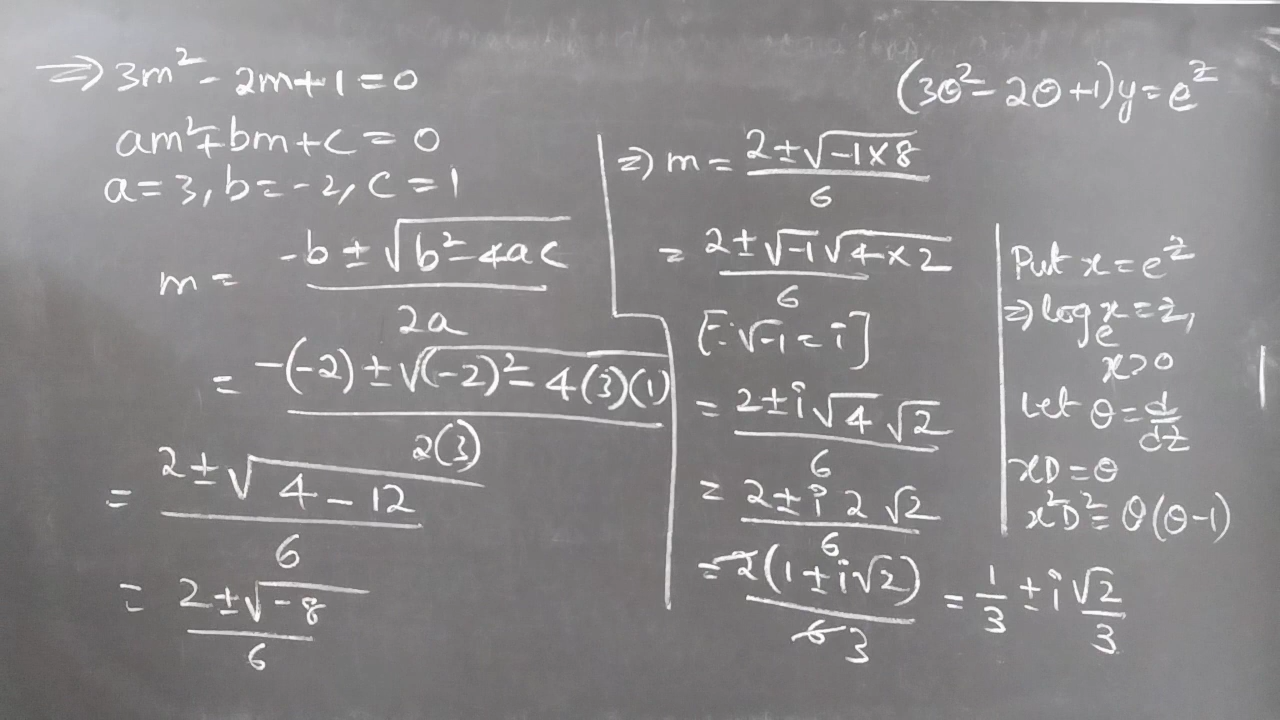 ⇒ 3m² - 2m + 1 = 0
am² + bm + c = 0
a = 3, b = -2, c = 1
m = (-b ± √(b² - 4ac)) / 2a
= (-(-2) ± √((-2)² - 4(3)(1))) / 2(3)
= (2 ± √(4 - 12)) / 6
= (2 ± √-8) / 6
(3θ² - 2θ + 1)y = e^z
⇒ m = (2 ± √(-1×8)) / 6
= (2 ± √-1 √(4×2)) / 6
[∵ √-1 = i]
= (2 ± i √4 √2) / 6
= (2 ± i 2 √2) / 6
= 2(1 ± i√2) / 6 3 = 1/3 ± i √2/3
Put x = e^z
⇒ logₑx = z,
x > 0
Let θ = d/dz
xD = θ
x²D² = θ(θ-1)